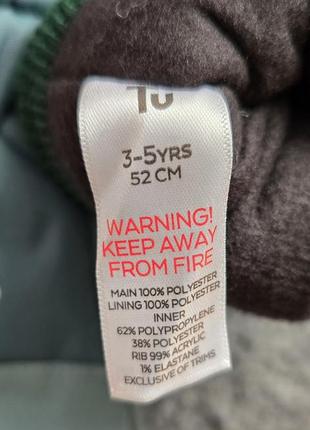 TU
3-5YRS
52 CM
WARNING!
KEEP AWAY
FROM FIRE
MAIN 100% POLYESTER
LINING 100% POLYESTER
INNER
62% POLYPROPYLENE
38% POLYESTER
RIB 99% ACRYLIC
1% ELASTANE
EXCLUSIVE OF TRIMS